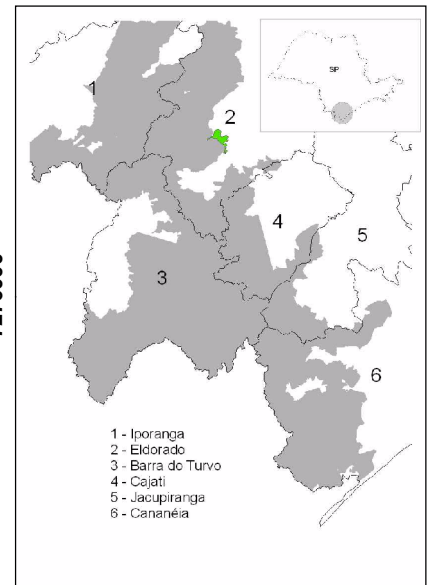 SP
1
2
4
5
3
6
1 - Iporanga
2 - Eldorado
3 - Barra do Turvo
4 - Cajati
5 - Jacupiranga
6 - Cananéia